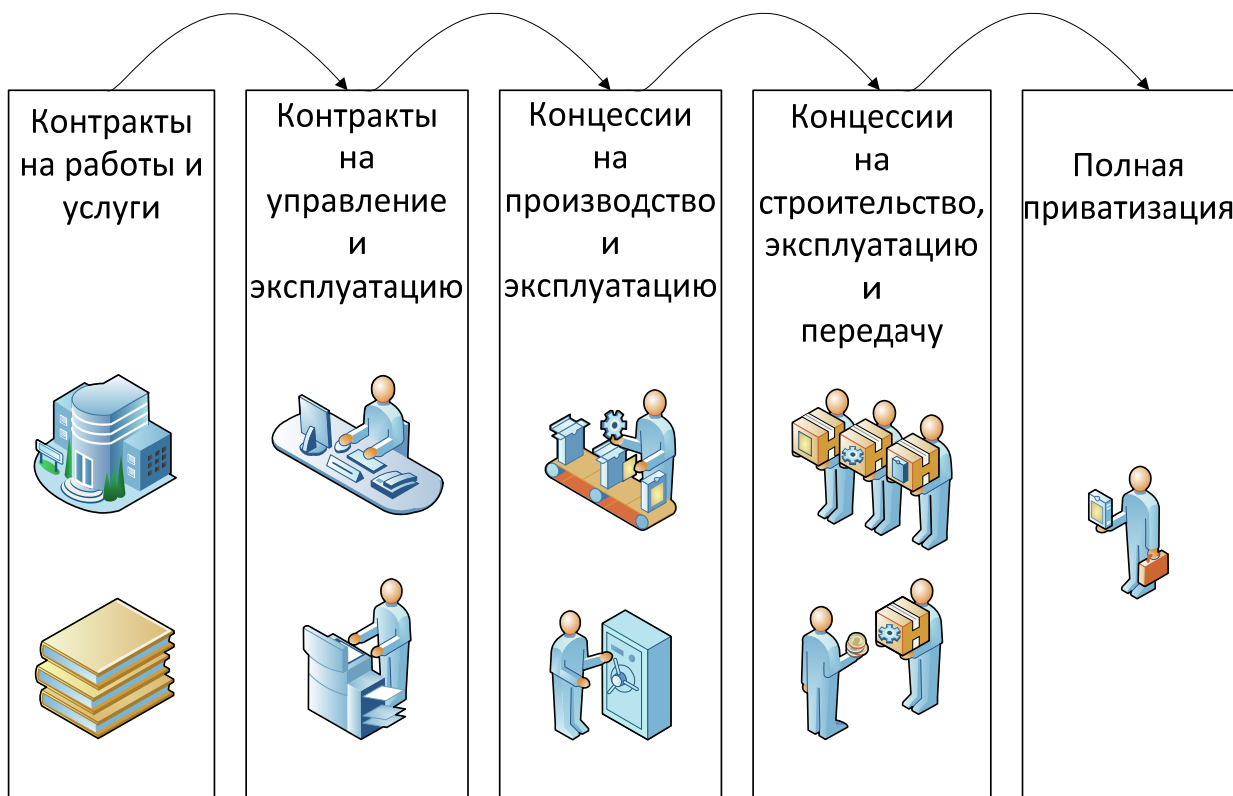 Контракты
на работы и
услуги
Контракты
на
управление
и
эксплуатацию
Концессии
на
производство
и
эксплуатацию
Концессии
на
строительство,
эксплуатацию
и
передачу
Полная
приватизация